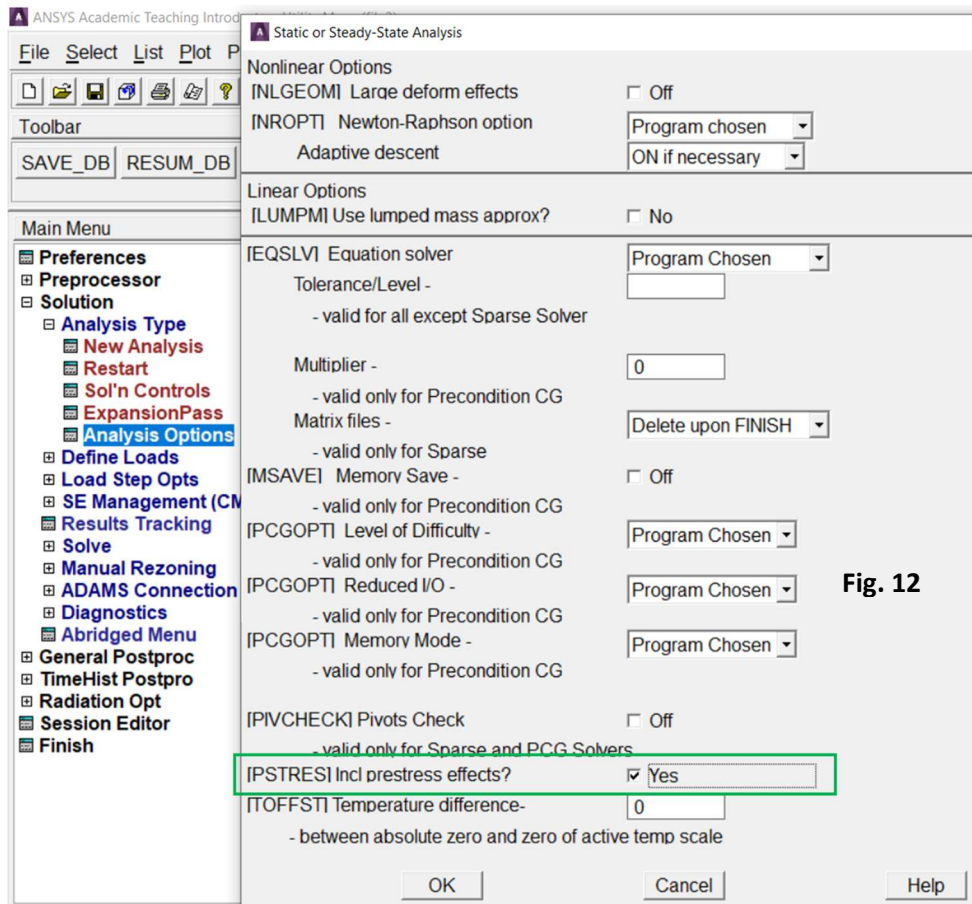 ANSYS Academic Teaching Introduc
File Select List Plot P
Toolbar
SAVE_DB RESUM_DB
Main Menu
Preferences
Preprocessor
Solution
Analysis Type
New Analysis
Restart
Sol'n Controls
ExpansionPass
Analysis Options
Define Loads
Load Step Opts
SE Management (CM
Results Tracking
Solve
Manual Rezoning
ADAMS Connection
Diagnostics
Abridged Menu
General Postproc
TimeHist Postpro
Radiation Opt
Session Editor
Finish
Static or Steady-State Analysis
Nonlinear Options
[NLGEOM] Large deform effects Off
[NROPT] Newton-Raphson option Program chosen
Adaptive descent ON if necessary
Linear Options
[LUMPM] Use lumped mass approx? No
[EQSLV] Equation solver Program Chosen
Tolerance/Level -
- valid for all except Sparse Solver
Multiplier - 0
- valid only for Precondition CG
Matrix files - Delete upon FINISH
- valid only for Sparse
[MSAVE] Memory Save - Off
- valid only for Precondition CG
[PCGOPT] Level of Difficulty - Program Chosen
- valid only for Precondition CG
[PCGOPT] Reduced I/O - Program Chosen
- valid only for Precondition CG
[PCGOPT] Memory Mode - Program Chosen
- valid only for Precondition CG
[PIVCHECK] Pivots Check Off
- valid only for Sparse and PCG Solvers
[PSTRES] Incl prestress effects? Yes
[TOFFST] Temperature difference- 0
- between absolute zero and zero of active temp scale
OK Cancel Help
Fig. 12